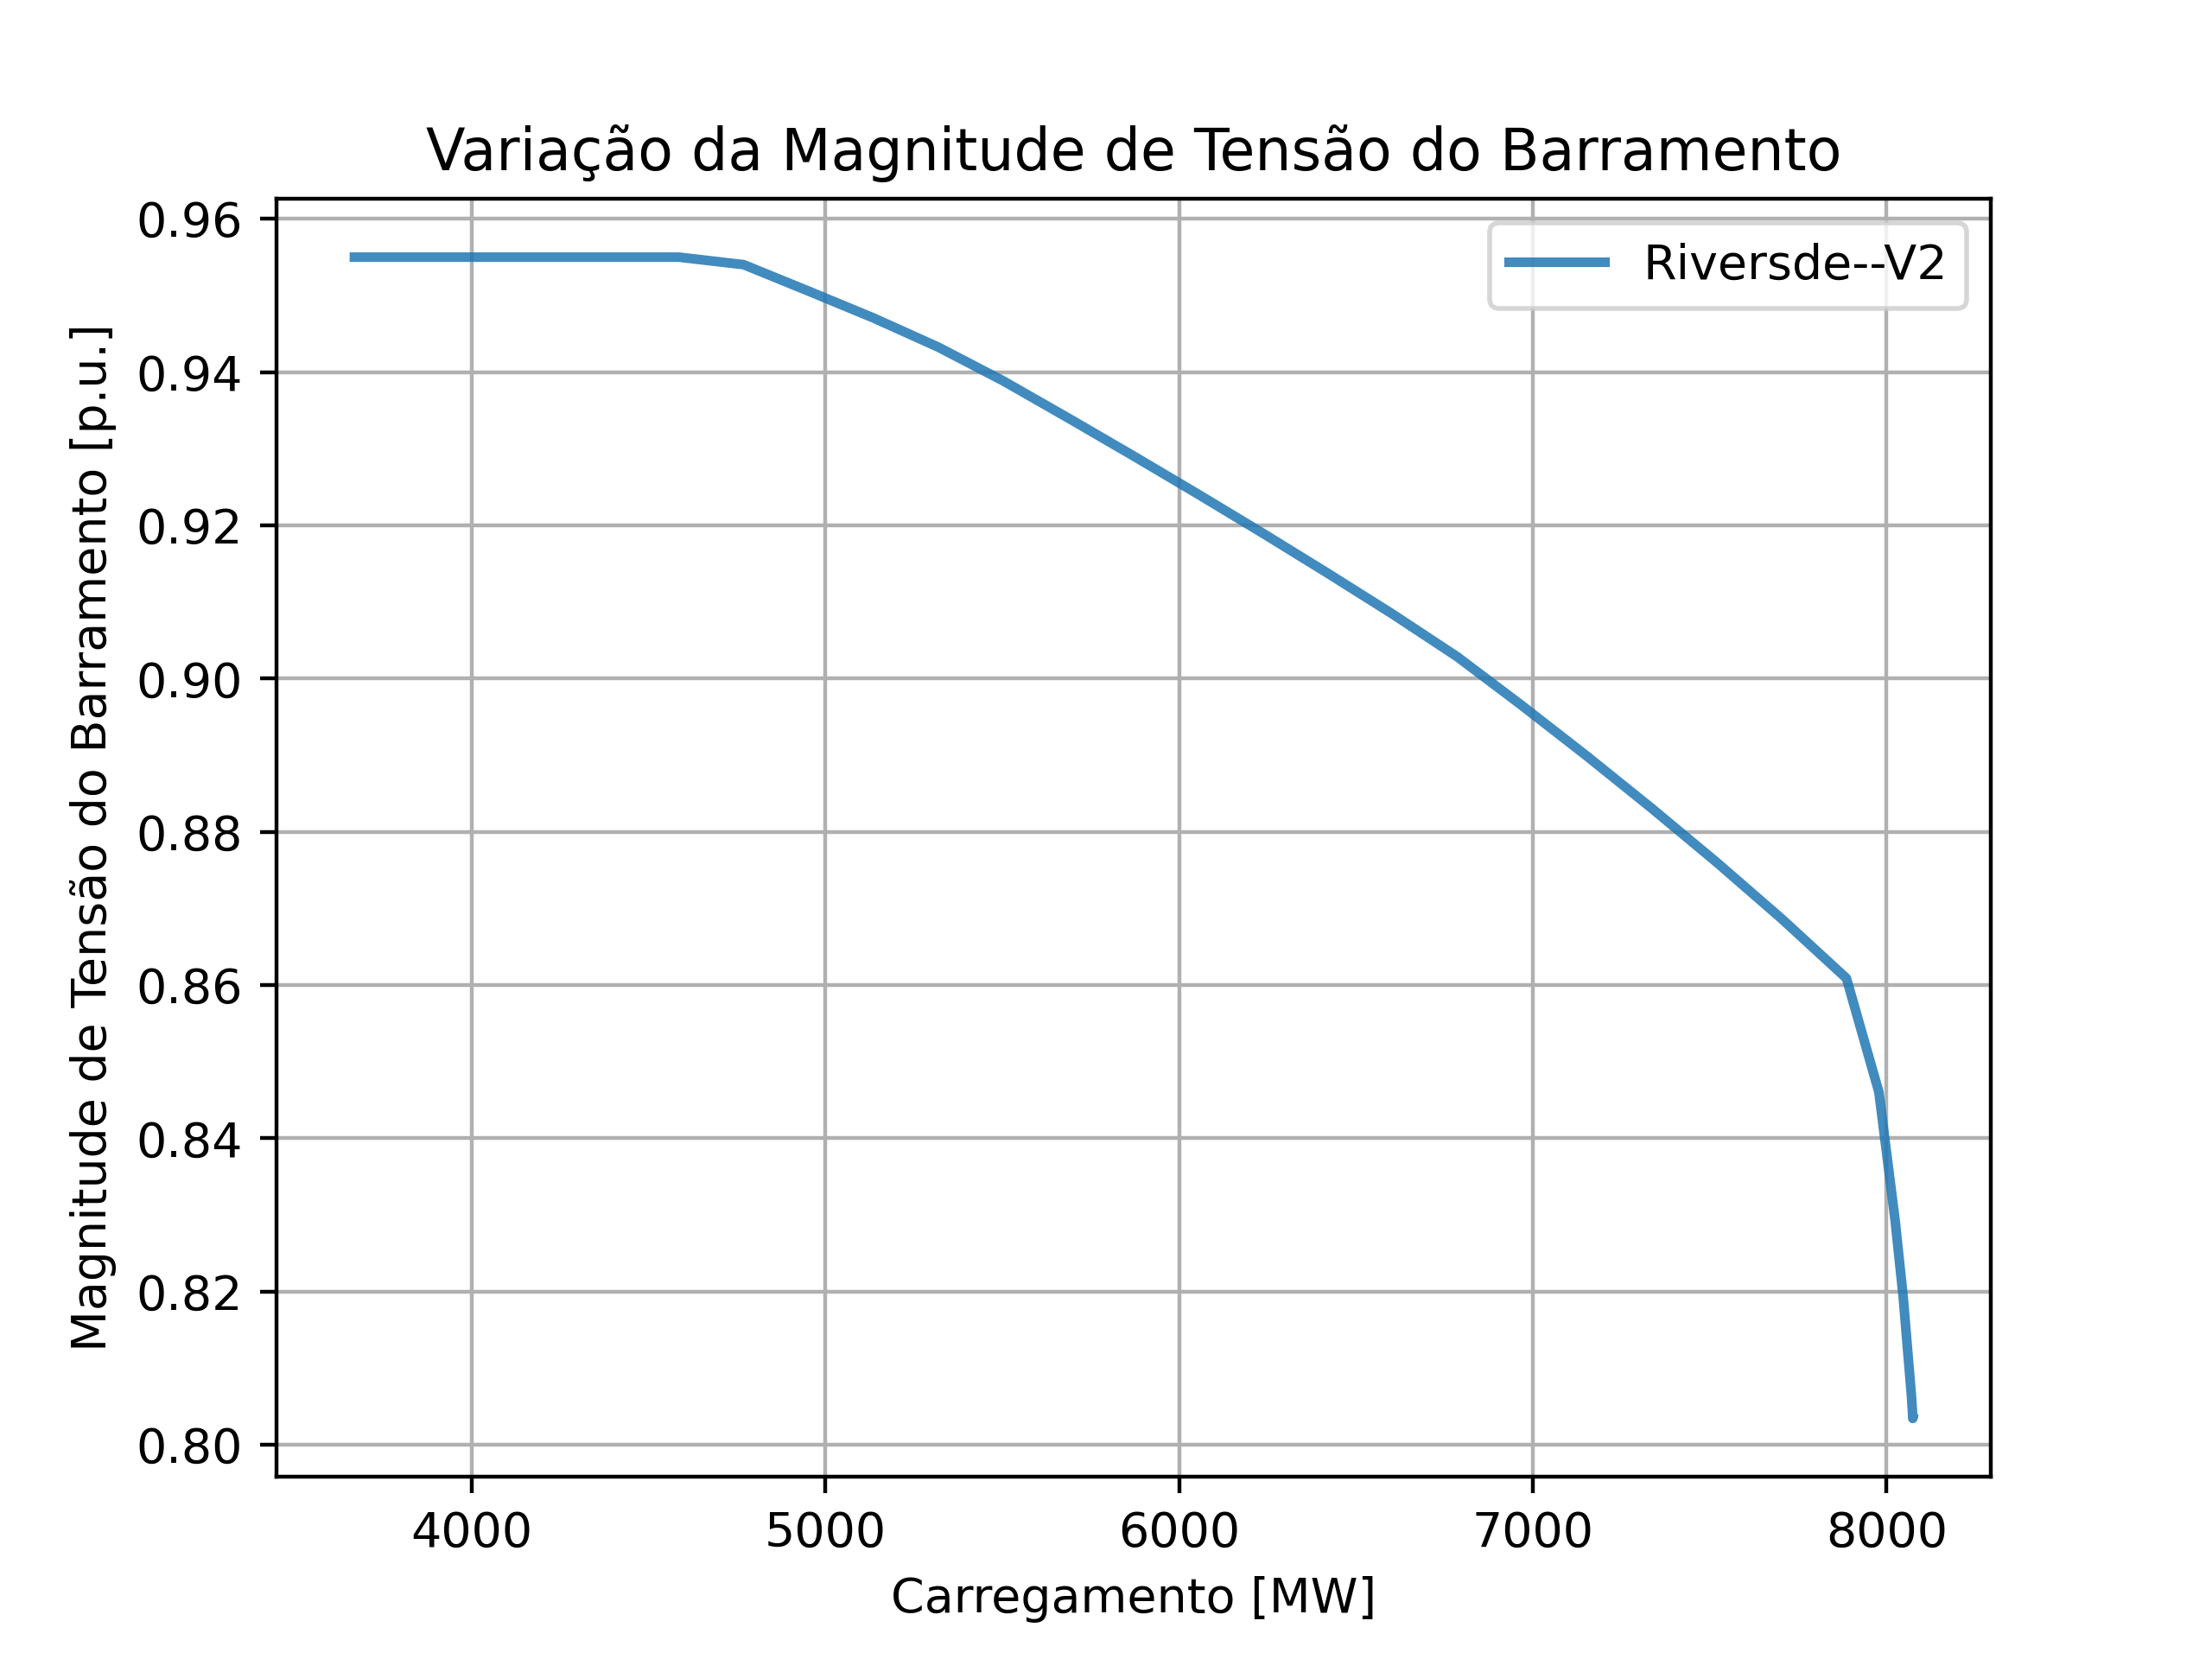 Variação da Magnitude de Tensão do Barramento
Riversde--V2
Magnitude de Tensão do Barramento [p.u.]
0.96
0.94
0.92
0.90
0.88
0.86
0.84
0.82
0.80
4000 5000 6000 7000 8000
Carregamento [MW]